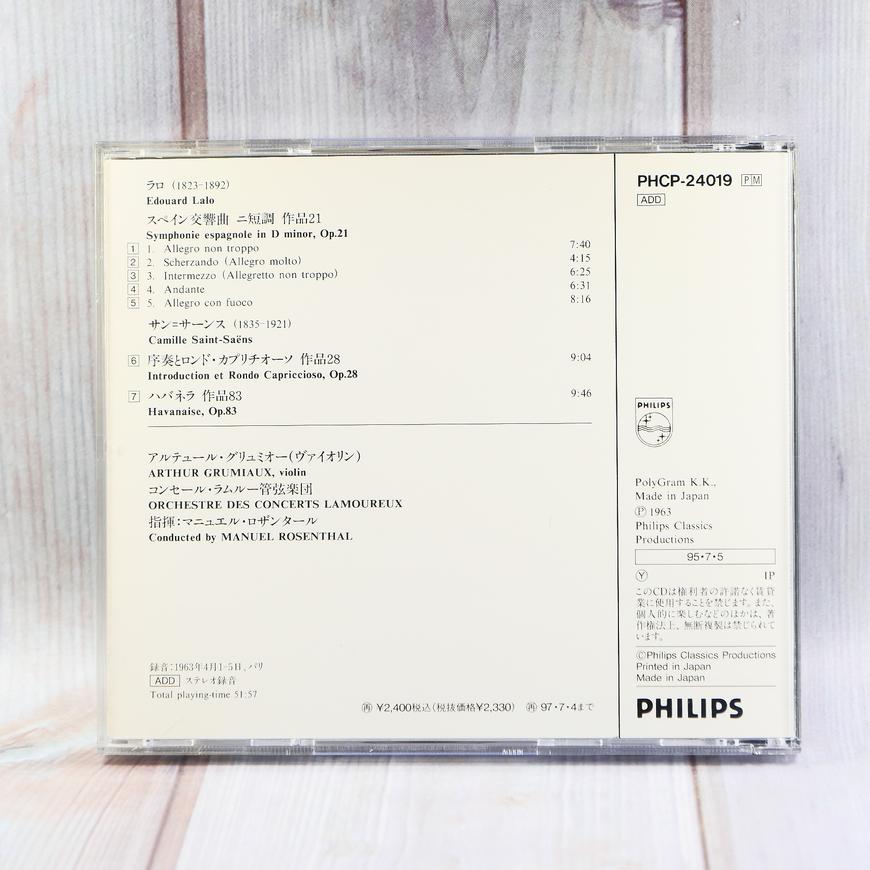 ラロ (1823-1892)
Edouard Lalo
スペイン交響曲 ニ短調 作品21
Symphonie espagnole in D minor, Op.21
1 1. Allegro non troppo 7:40
2 2. Scherzando (Allegro molto) 4:15
3 3. Intermezzo (Allegretto non troppo) 6:25
4 4. Andante 6:31
5 5. Allegro con fuoco 8:16
サン=サーンス (1835-1921)
Camille Saint-Saëns
6 序奏とロンド・カプリチオーソ 作品28 9:04
Introduction et Rondo Capriccioso, Op.28
7 ハバネラ 作品83 9:46
Havanaise, Op.83
アルテュール・グリュミオー(ヴァイオリン)
ARTHUR GRUMIAUX, violin
コンセール・ラムルー管弦楽団
ORCHESTRE DES CONCERTS LAMOUREUX
指揮:マニュエル・ロザンタール
Conducted by MANUEL ROSENTHAL
録音:1963年4月1-5日、パリ
ADD ステレオ録音
Total playing-time 51:57
再 ¥2,400税込(税抜価格¥2,330) 再 97・7・4まで
PHCP-24019 PM
ADD
PHILIPS
PolyGram K.K.,
Made in Japan
Ⓟ 1963
Philips Classics
Productions
95・7・5
Ⓨ 1P
このCDは権利者の許諾なく賃貸
業に使用することを禁じます。また、
個人的に楽しむなどのほかは、著
作権法上、無断複製は禁じられて
います。
©Philips Classics Productions
Printed in Japan
Made in Japan
PHILIPS